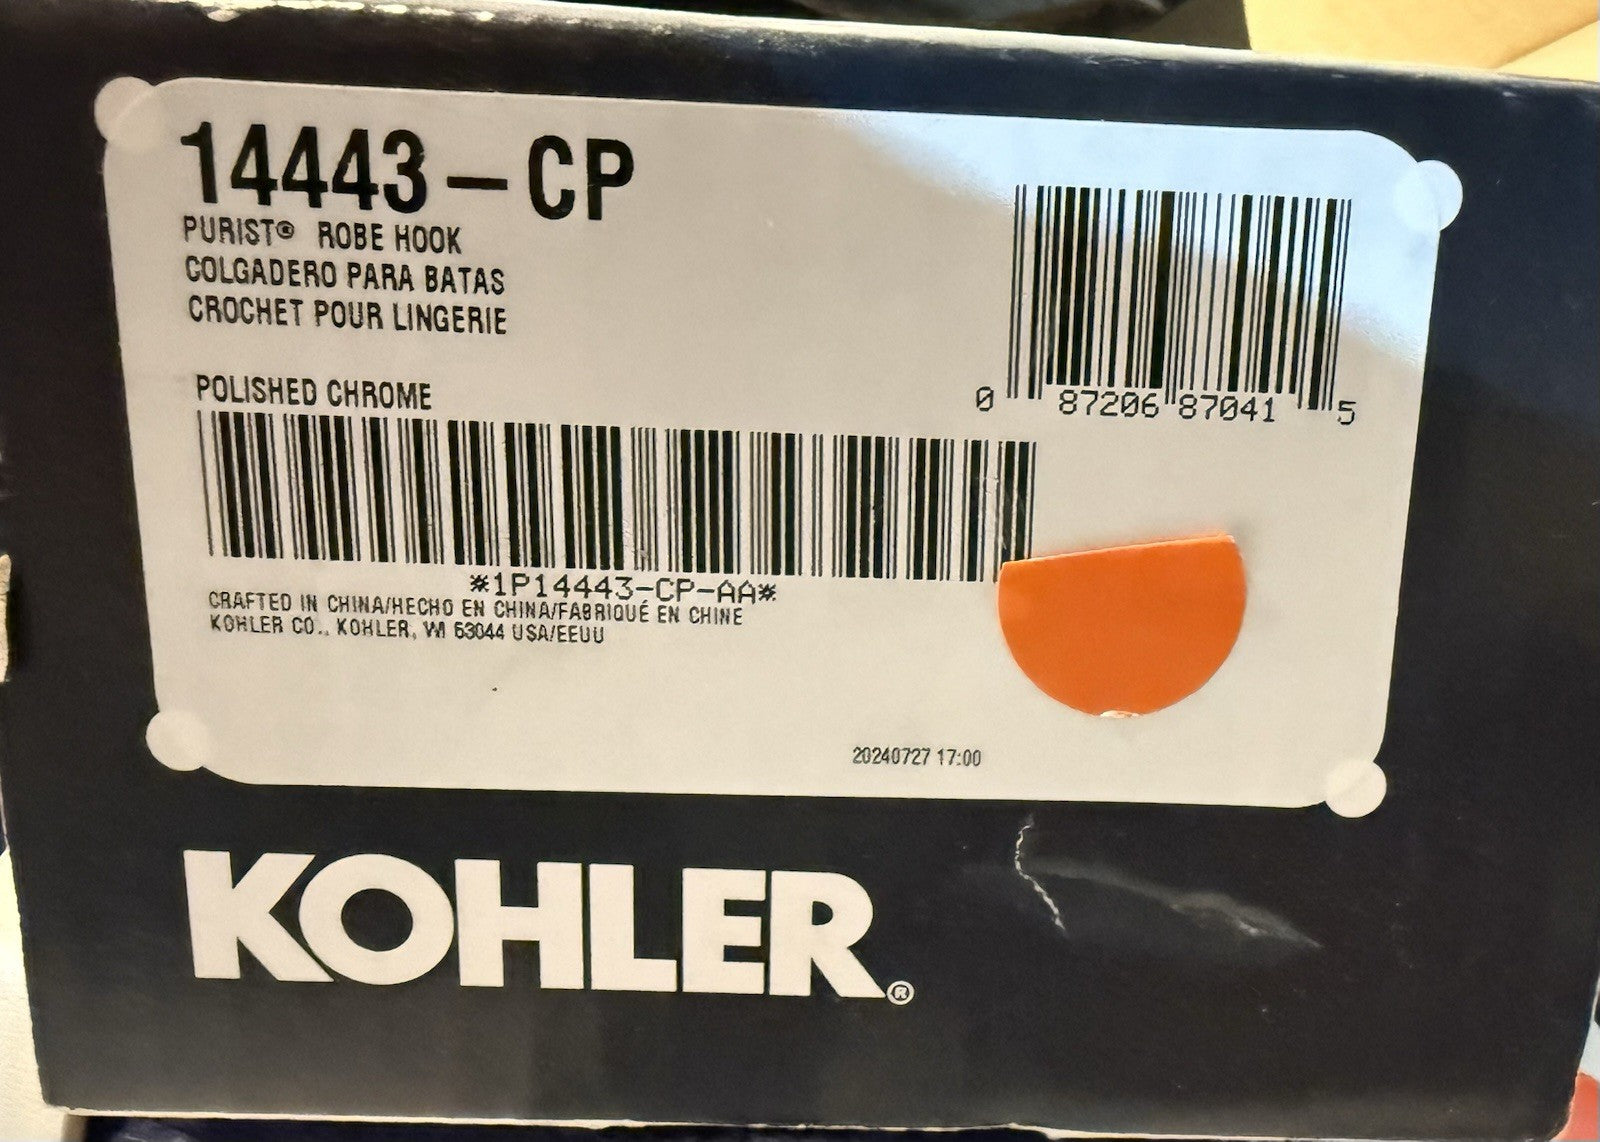 14443-CP
PURIST® ROBE HOOK
COLGADERO PARA BATAS
CROCHET POUR LINGERIE
POLISHED CHROME
0 87206 87041 5
*1P14443-CP-AA*
CRAFTED IN CHINA/HECHO EN CHINA/FABRIQUÉ EN CHINE
KOHLER CO., KOHLER, WI 53044 USA/EEUU
20240727 17:00
KOHLER®